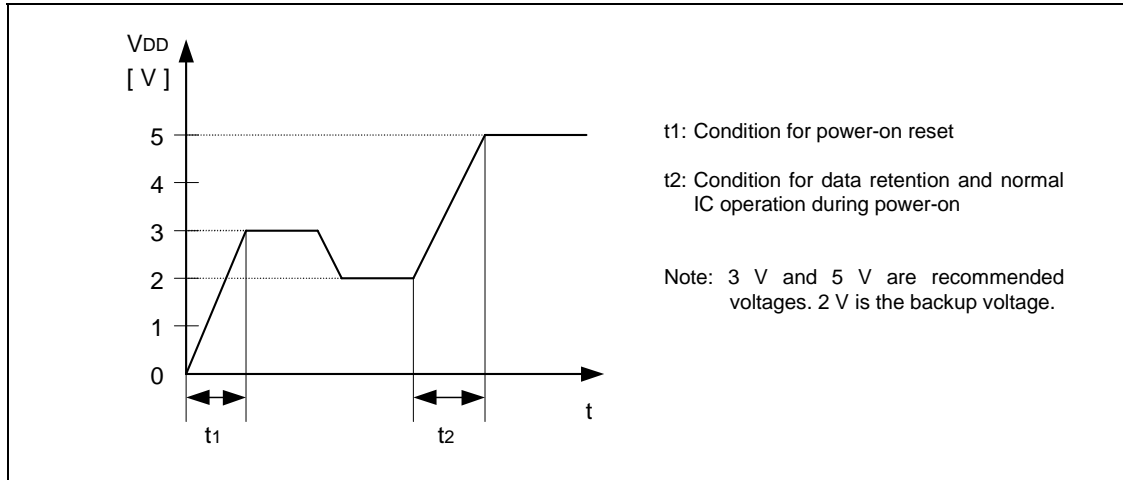 VDD
[ V ]
5
4
3
2
1
0
t1
t2
t
t1: Condition for power-on reset
t2: Condition for data retention and normal
IC operation during power-on
Note: 3 V and 5 V are recommended
voltages. 2 V is the backup voltage.